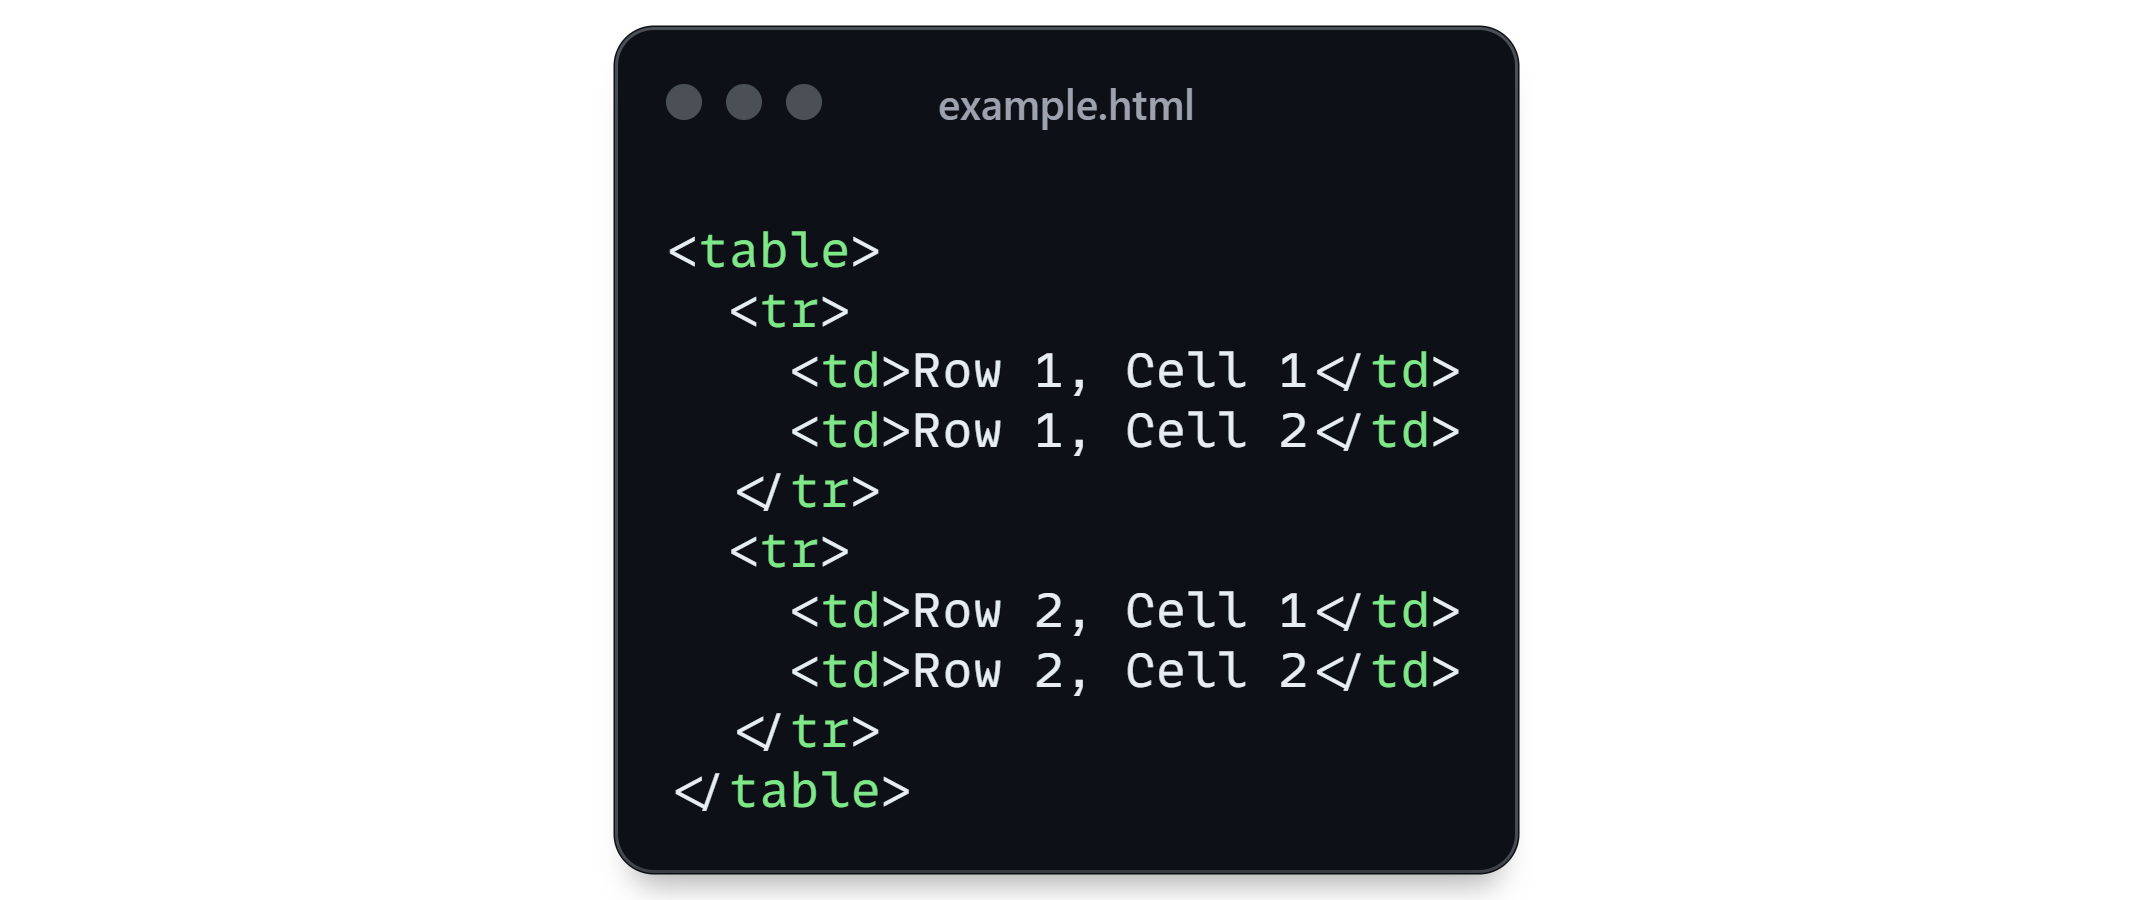 example.html
<table>
  <tr>
    <td>Row 1, Cell 1</td>
    <td>Row 1, Cell 2</td>
  </tr>
  <tr>
    <td>Row 2, Cell 1</td>
    <td>Row 2, Cell 2</td>
  </tr>
</table>